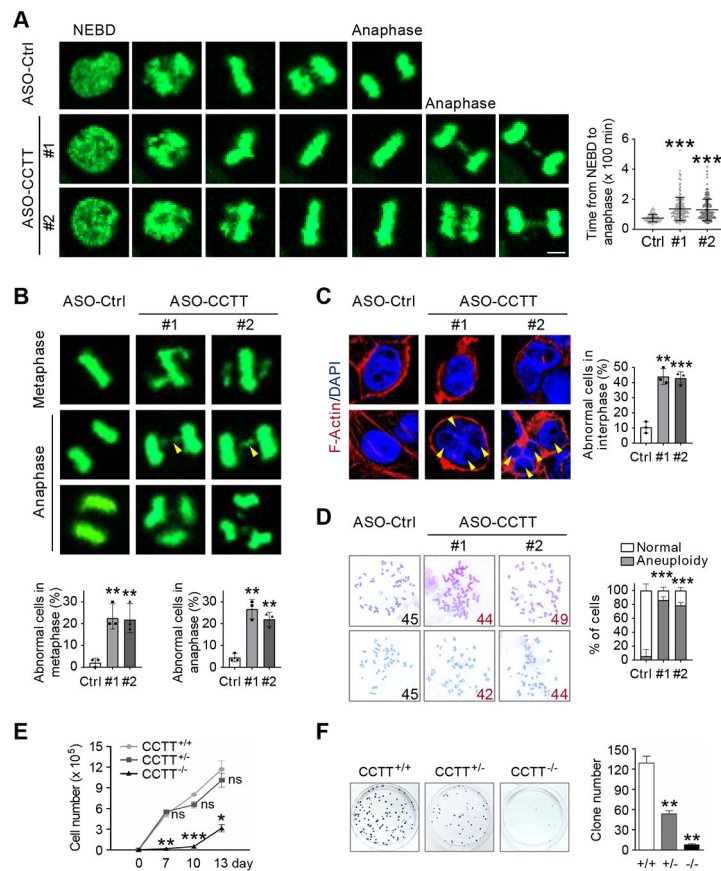 A
NEBD
Anaphase
ASO-Ctrl
Anaphase
ASO-CCTT
#1
#2
Time from NEBD to
anaphase (x 100 min)
6
4
2
0
***
***
Ctrl #1 #2
B
ASO-Ctrl
ASO-CCTT
#1
#2
Metaphase
Anaphase
Abnormal cells in
metaphase (%)
30
20
10
0
** **
Ctrl #1 #2
Abnormal cells in
anaphase (%)
30
20
10
0
**
**
Ctrl #1 #2
C
ASO-Ctrl
ASO-CCTT
#1
#2
F-Actin/DAPI
Abnormal cells in
interphase (%)
50
40
30
20
10
0
** ***
Ctrl #1 #2
D
ASO-Ctrl
ASO-CCTT
#1
#2
45
44
49
45
42
44
Normal
Aneuploidy
% of cells
100
80
60
40
20
0
*** ***
Ctrl #1 #2
E
Cell number (x 10⁵)
15
12
9
6
3
0
CCTT+/+
CCTT+/-
CCTT-/-
ns
ns
ns
**
***
*
0 7 10 13 day
F
CCTT+/+
CCTT+/-
CCTT-/-
Clone number
150
120
90
60
30
0
**
**
+/+ +/- -/-